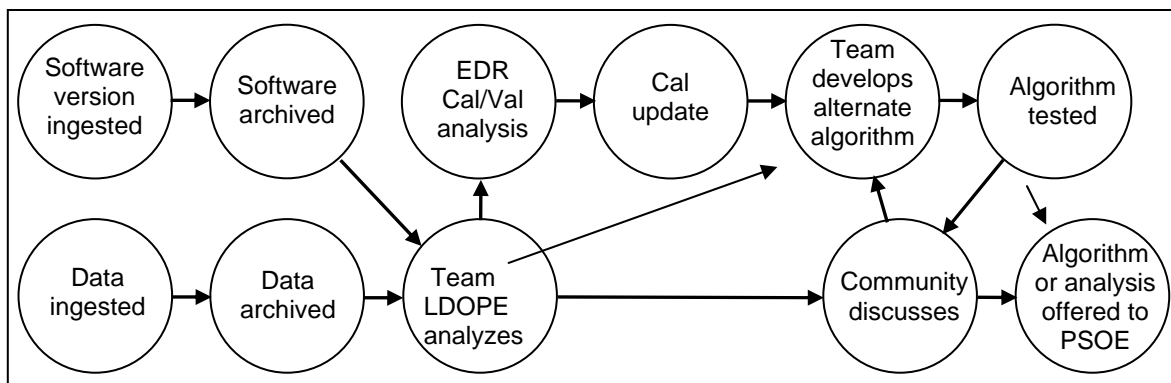 Software
version
ingested
Software
archived
EDR
Cal/Val
analysis
Cal
update
Team
develops
alternate
algorithm
Algorithm
tested
Data
ingested
Data
archived
Team
LDOPE
analyzes
Community
discusses
Algorithm
or analysis
offered to
PSOE